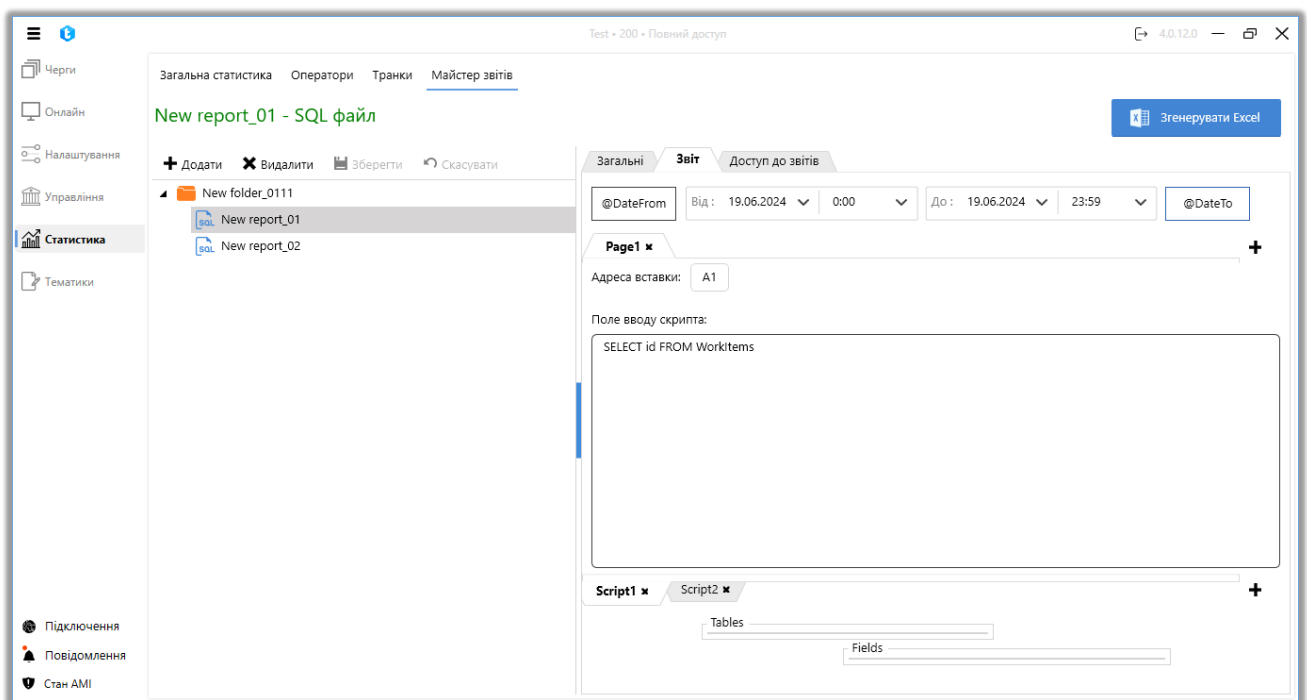 Test • 200 • Повний доступ
4.0.12.0
Черги
Онлайн
Налаштування
Управління
Статистика
Тематики
Підключення
Повідомлення
Стан АМІ
Загальна статистика Оператори Транки Майстер звітів
New report_01 - SQL файл
Згенерувати Excel
Додати Видалити Зберегти Скасувати
New folder_0111
SQL New report_01
SQL New report_02
Загальні Звіт Доступ до звітів
@DateFrom Від : 19.06.2024 0:00 До : 19.06.2024 23:59 @DateTo
Page1
Адреса вставки: A1
Поле вводу скрипта:
SELECT id FROM WorkItems
Script1 Script2
Tables
Fields